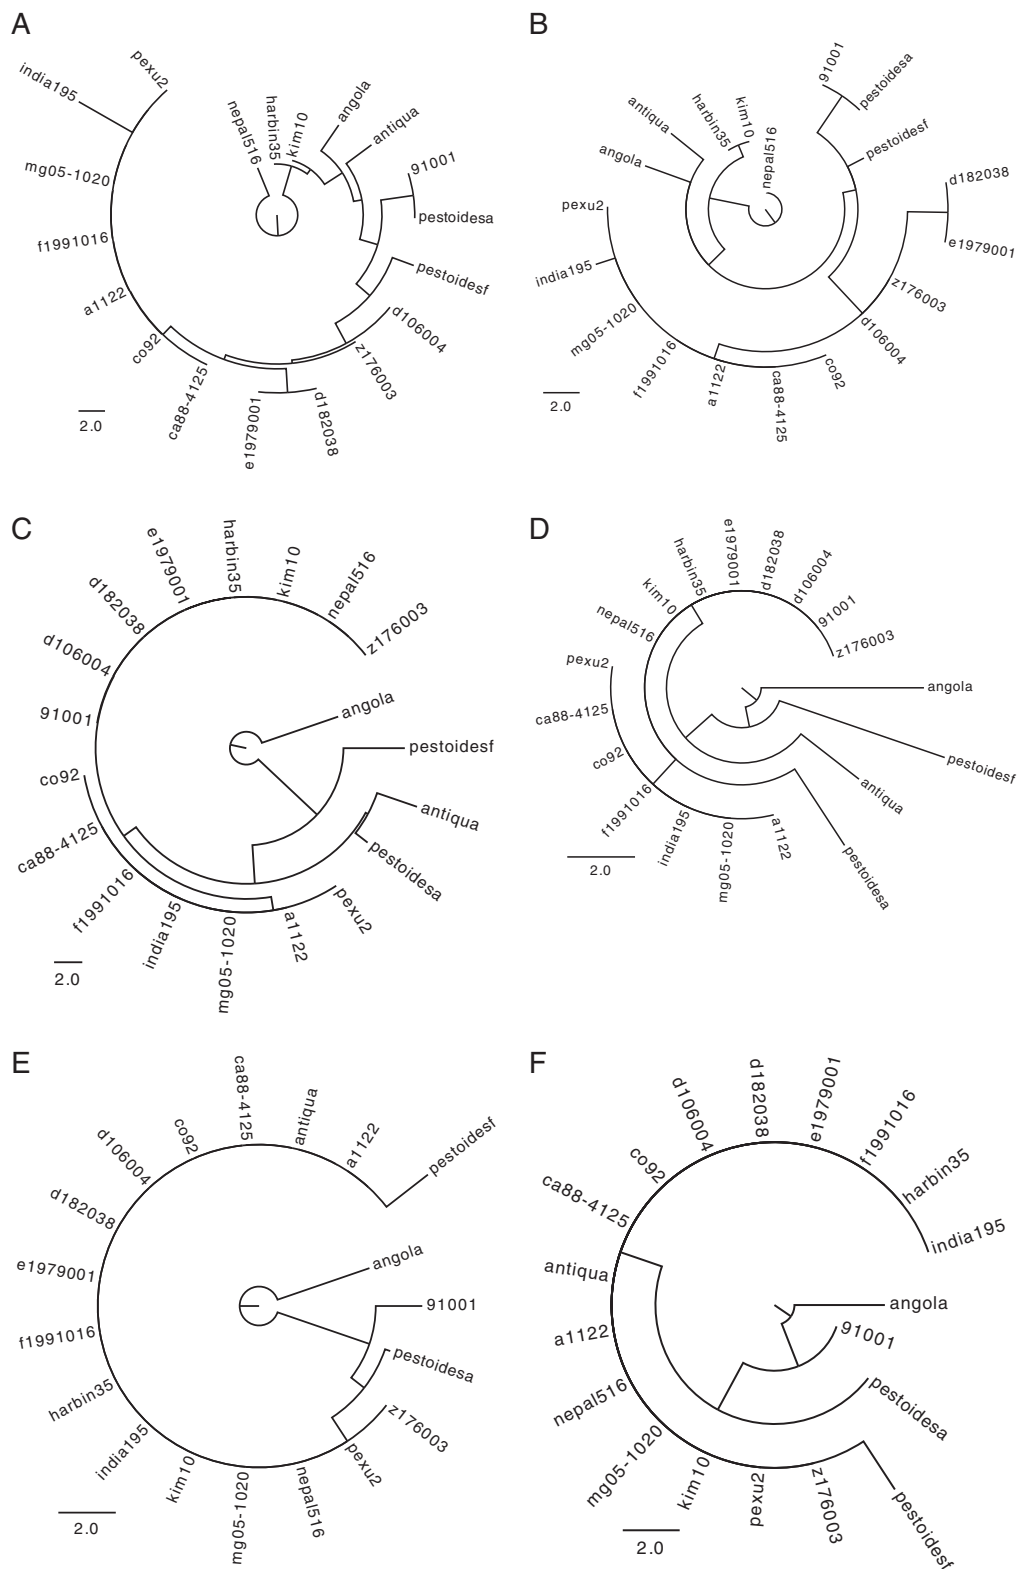 A
pexu2
india195
mg05-1020
f1991016
a1122
co92
ca88-4125
e1979001
d182038
z176003
d106004
pestoidesf
pestoidesa
91001
antiqua
angola
kim10
harbin35
nepal516
2.0
B
91001
pestoidesa
pestoidesf
d182038
e1979001
z176003
d106004
co92
ca88-4125
a1122
f1991016
mg05-1020
india195
pexu2
angola
antiqua
harbin35
kim10
nepal516
2.0
C
z176003
nepal516
kim10
harbin35
e1979001
d182038
d106004
91001
co92
ca88-4125
f1991016
india195
mg05-1020
a1122
pexu2
pestoidesa
antiqua
pestoidesf
angola
2.0
D
z176003
91001
d106004
d182038
e1979001
harbin35
kim10
nepal516
pexu2
ca88-4125
co92
f1991016
india195
mg05-1020
a1122
pestoidesa
antiqua
pestoidesf
angola
2.0
E
pestoidesf
a1122
antiqua
ca88-4125
co92
d106004
d182038
e1979001
f1991016
harbin35
india195
kim10
mg05-1020
nepal516
pexu2
z176003
pestoidesa
91001
angola
2.0
F
india195
harbin35
f1991016
e1979001
d182038
d106004
co92
ca88-4125
antiqua
a1122
nepal516
mg05-1020
kim10
pexu2
z176003
pestoidesf
pestoidesa
91001
angola
2.0